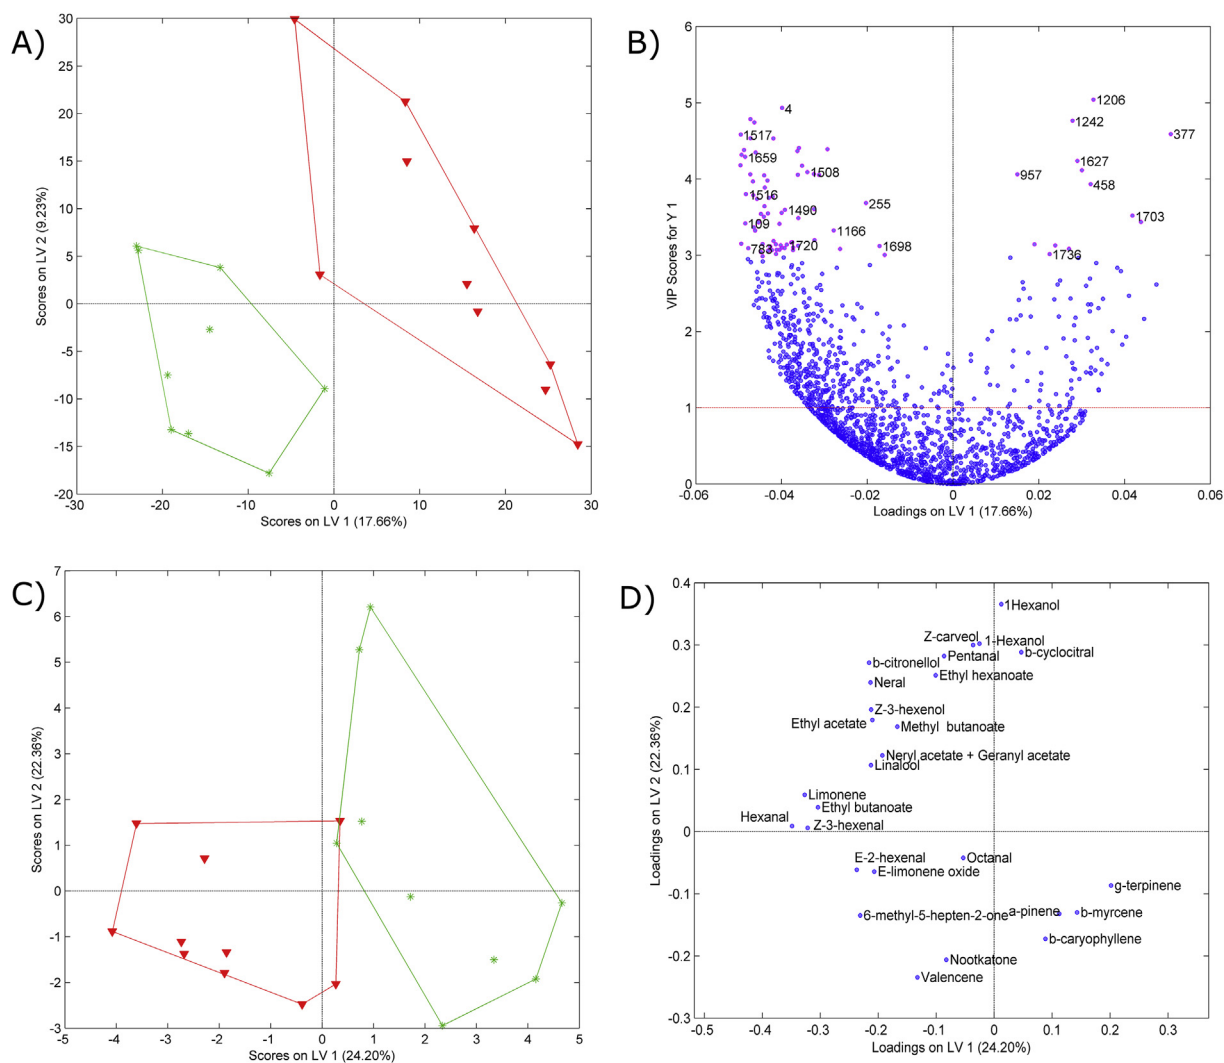 A)
30
25
20
15
10
5
0
-5
-10
-15
-20
-30
-20
-10
0
10
20
30
Scores on LV 2 (9.23%)
Scores on LV 1 (17.66%)
B)
6
5
4
3
2
1
0
-0.06
-0.04
-0.02
0
0.02
0.04
0.06
VIP Scores for Y 1
Loadings on LV 1 (17.66%)
4
1206
1242
377
1517
1659
1508
1627
957
458
1516
1490
255
1703
109
1166
783
1720
1698
1736
C)
7
6
5
4
3
2
1
0
-1
-2
-3
-5
-4
-3
-2
-1
0
1
2
3
4
5
Scores on LV 2 (22.36%)
Scores on LV 1 (24.20%)
D)
0.4
0.3
0.2
0.1
0
-0.1
-0.2
-0.3
-0.5
-0.4
-0.3
-0.2
-0.1
0
0.1
0.2
0.3
Loadings on LV 2 (22.36%)
Loadings on LV 1 (24.20%)
1Hexanol
Z-carveol
1-Hexanol
b-cyclocitral
Pentanal
b-citronellol
Ethyl hexanoate
Neral
Z-3-hexenol
Ethyl acetate
Methyl butanoate
Neryl acetate + Geranyl acetate
Linalool
Limonene
Ethyl butanoate
Hexanal
Z-3-hexenal
E-2-hexenal
Octanal
E-limonene oxide
g-terpinene
6-methyl-5-hepten-2-one
a-pinene
b-myrcene
b-caryophyllene
Nootkatone
Valencene